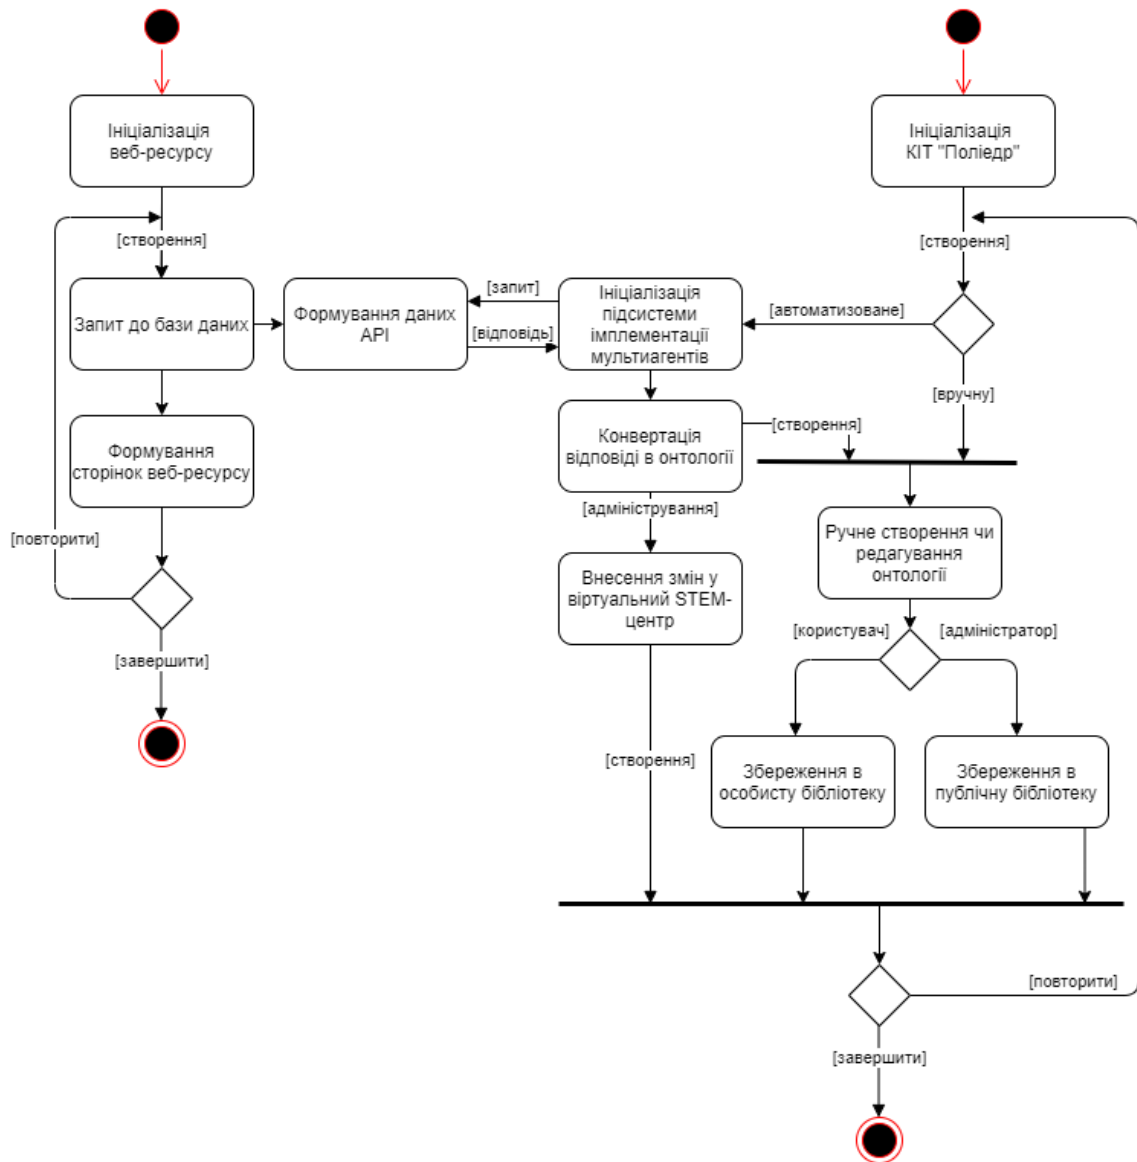 Ініціалізація
веб-ресурсу
Ініціалізація
КІТ "Поліедр"
[створення]
[створення]
Запит до бази даних
Формування даних
API
[запит]
[відповідь]
Ініціалізація
підсистеми
імплементації
мультиагентів
[автоматизоване]
[вручну]
Формування
сторінок веб-ресурсу
Конвертація
відповіді в онтології
[створення]
[адміністрування]
Ручне створення чи
редагування
онтології
[повторити]
Внесення змін у
віртуальний STEM-
центр
[користувач]
[адміністратор]
[завершити]
[створення]
Збереження в
особисту бібліотеку
Збереження в
публічну бібліотеку
[повторити]
[завершити]